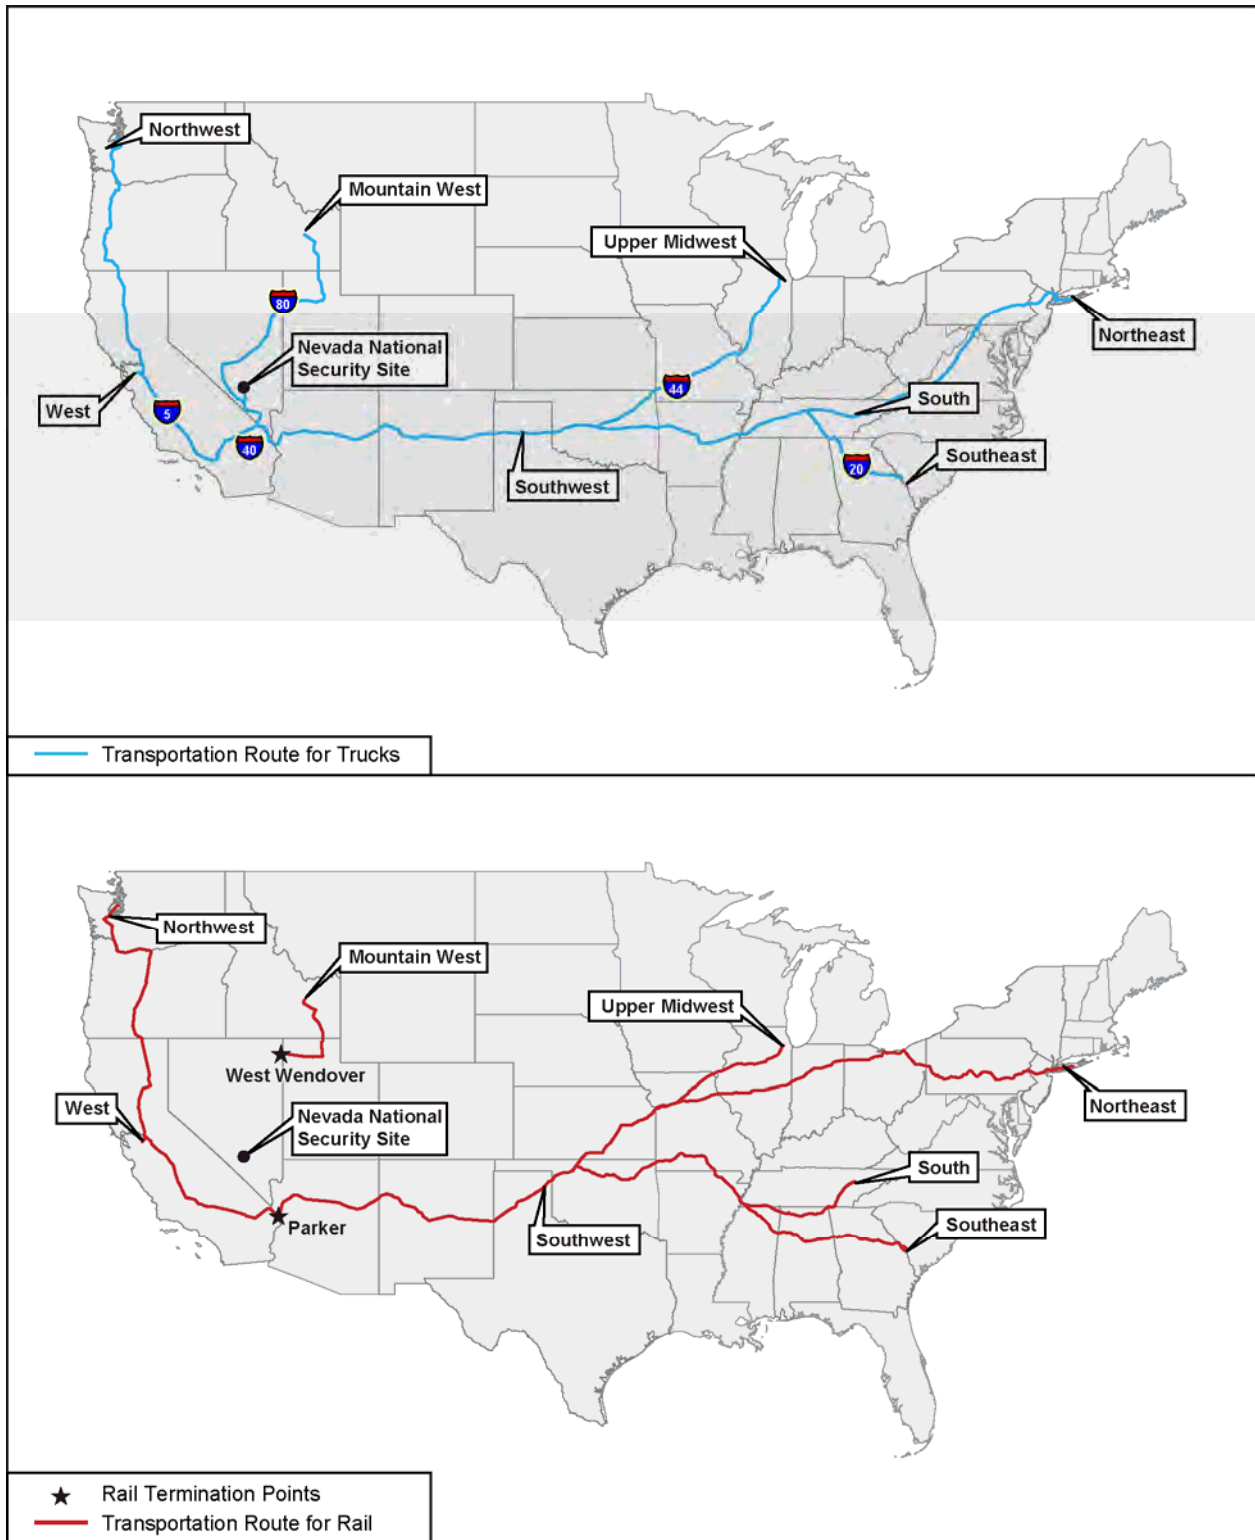 Northwest
Mountain West
Upper Midwest
80
Nevada National
Security Site
Northeast
44
West
5
South
40
Southeast
20
Southwest
Transportation Route for Trucks
Northwest
Mountain West
Upper Midwest
West Wendover
West
Nevada National
Security Site
Northeast
South
Parker
Southwest
Southeast
Rail Termination Points
Transportation Route for Rail